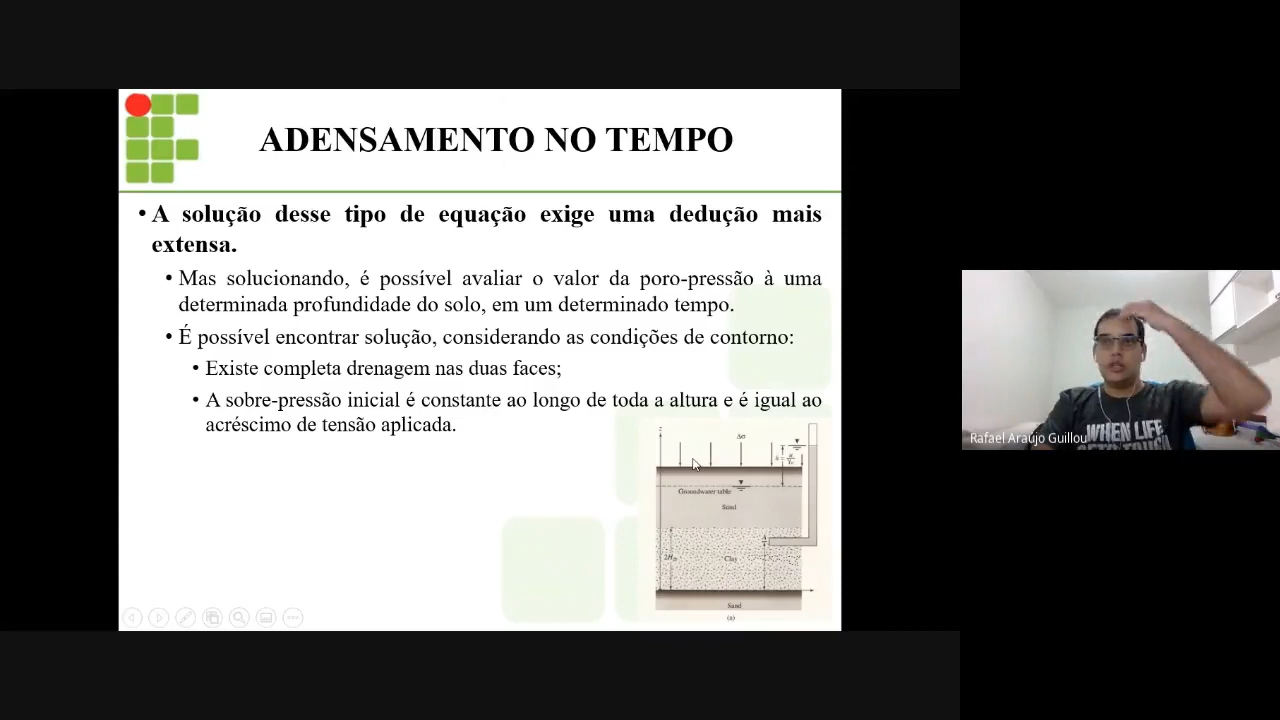 ADENSAMENTO NO TEMPO
• A solução desse tipo de equação exige uma dedução mais
extensa.
• Mas solucionando, é possível avaliar o valor da poro-pressão à uma
determinada profundidade do solo, em um determinado tempo.
• É possível encontrar solução, considerando as condições de contorno:
• Existe completa drenagem nas duas faces;
• A sobre-pressão inicial é constante ao longo de toda a altura e é igual ao
acréscimo de tensão aplicada.
z
Δσ
Groundwater table
Sand
A
Clay
Sand
(a)
WHEN LIFE
Rafael Araújo Guillou